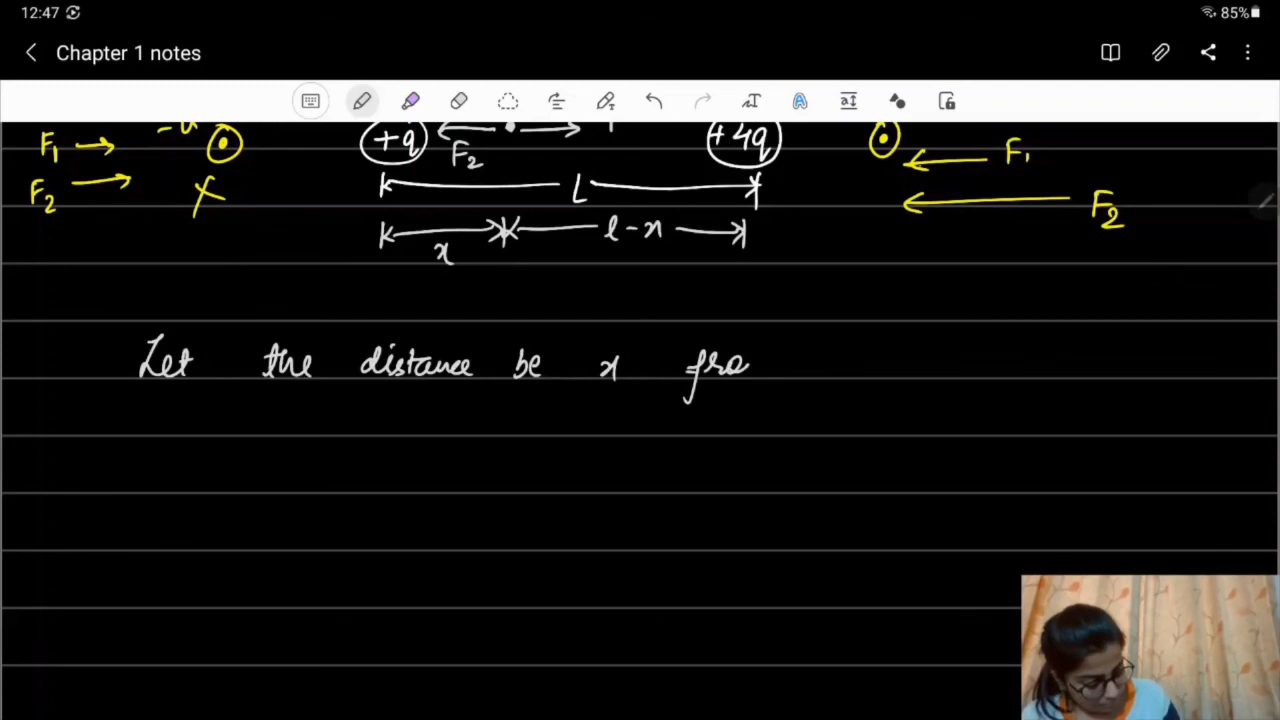 12:47 85%
Chapter 1 notes
F₁ → +q F₂ +4q ← F₁
F₂ → L ← F₂
x l-x
Let the distance be x fro